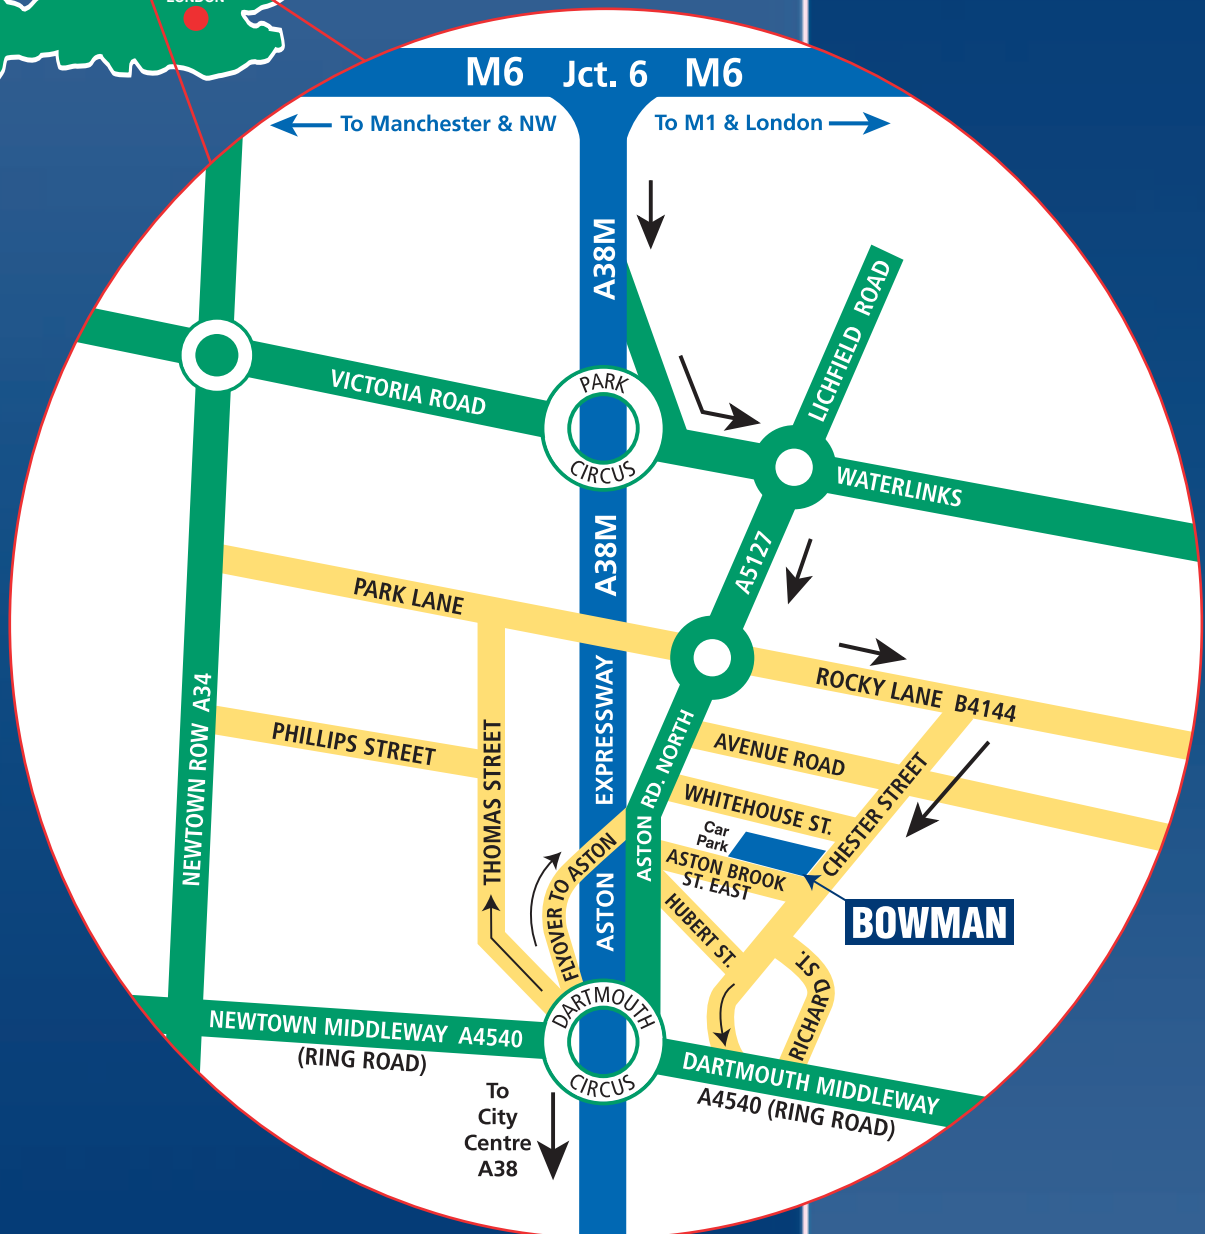 LONDON
M6 Jct. 6 M6
To Manchester & NW
To M1 & London
A38M
LICHFIELD ROAD
VICTORIA ROAD
PARK
CIRCUS
WATERLINKS
A38M
A5127
PARK LANE
ROCKY LANE B4144
NEWTOWN ROW A34
PHILLIPS STREET
THOMAS STREET
ASTON EXPRESSWAY
ASTON RD. NORTH
AVENUE ROAD
WHITEHOUSE ST.
CHESTER STREET
Car
Park
ASTON BROOK
ST. EAST
FLYOVER TO ASTON
HUBERT ST.
BOWMAN
RICHARD ST.
DARTMOUTH
CIRCUS
NEWTOWN MIDDLEWAY A4540
(RING ROAD)
DARTMOUTH MIDDLEWAY
A4540 (RING ROAD)
To
City
Centre
A38